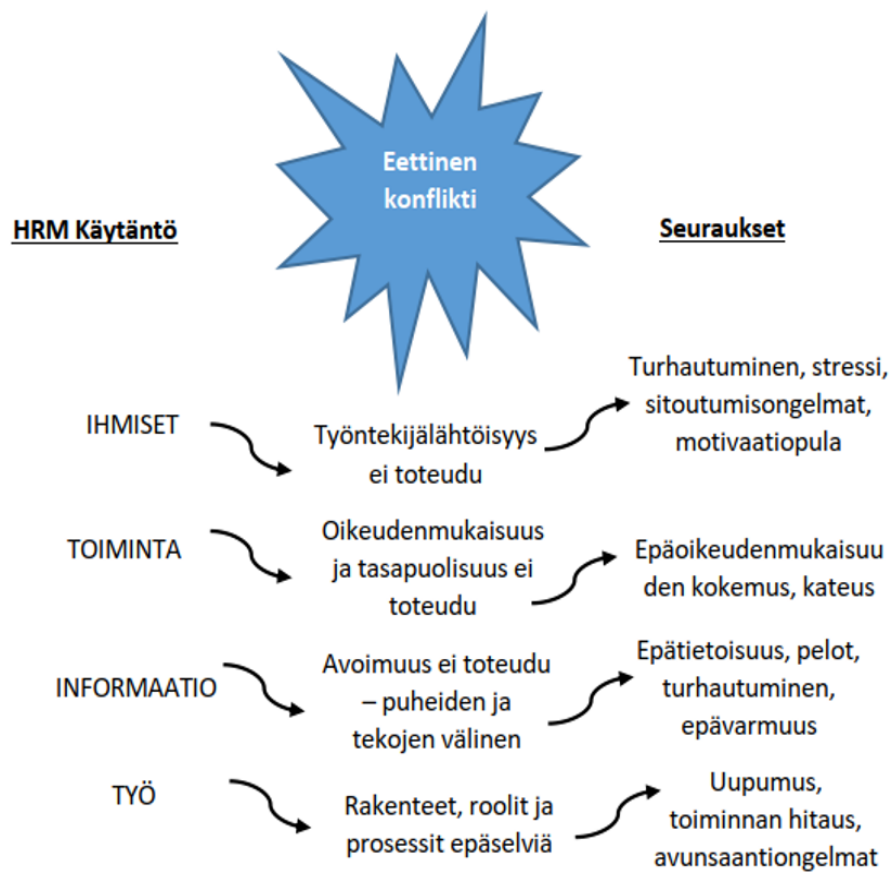 Eettinen
konflikti
HRM Käytäntö
Seuraukset
IHMISET
Työntekijälähtöisyys
ei toteudu
Turhautuminen, stressi,
sitoutumisongelmat,
motivaatiopula
TOIMINTA
Oikeudenmukaisuus
ja tasapuolisuus ei
toteudu
Epäoikeudenmukaisuu
den kokemus, kateus
INFORMAATIO
Avoimuus ei toteudu
– puheiden ja
tekojen välinen
Epätietoisuus, pelot,
turhautuminen,
epävarmuus
TYÖ
Rakenteet, roolit ja
prosessit epäselviä
Uupumus,
toiminnan hitaus,
avunsaantiongelmat